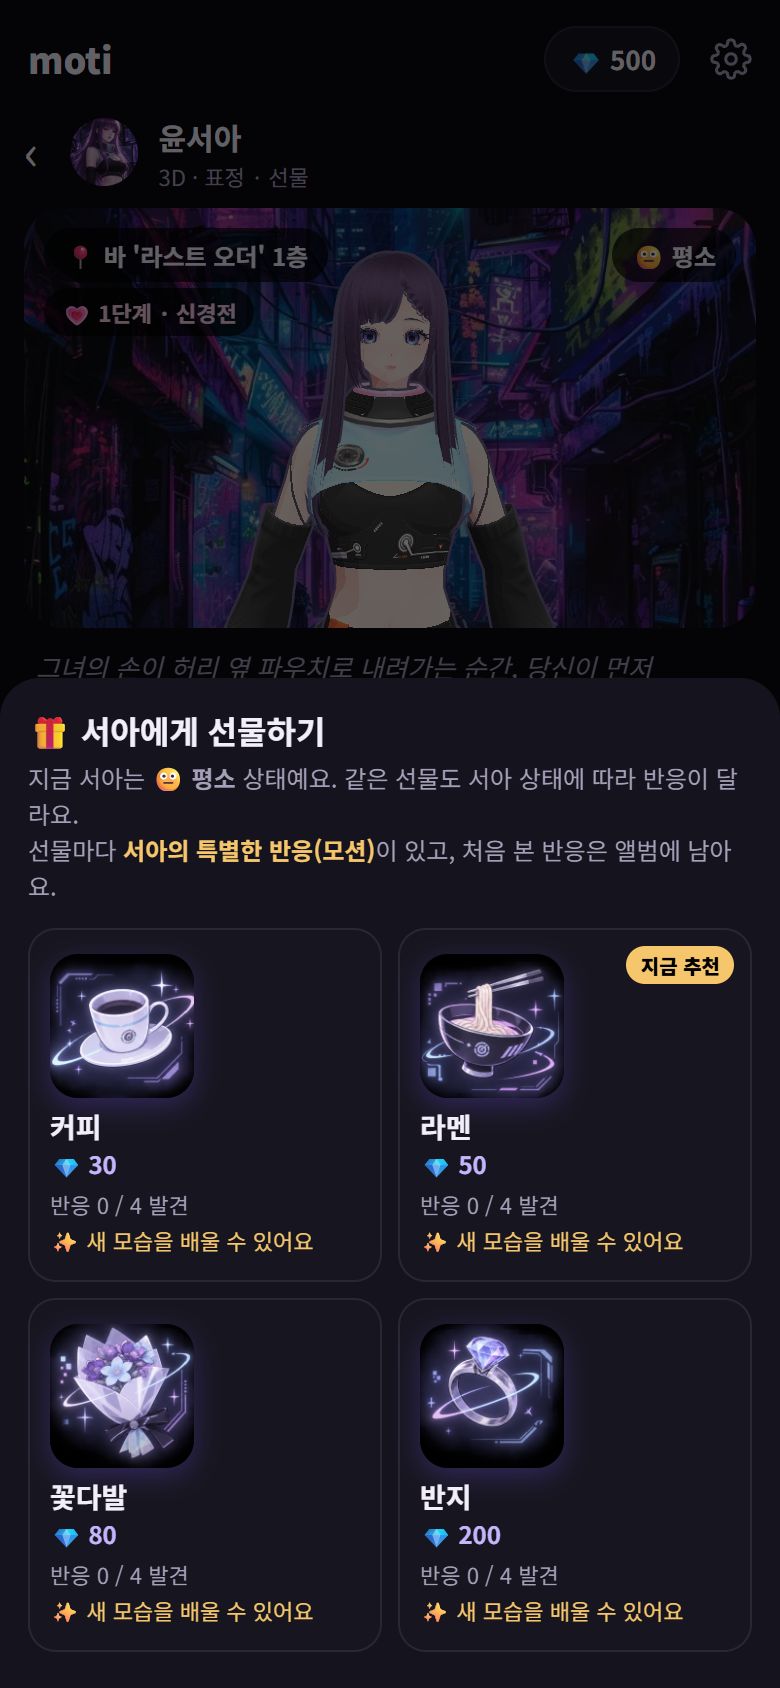 moti
500
윤서아
3D · 표정 · 선물
바 '라스트 오더' 1층
평소
1단계 · 신경전
그녀의 손이 허리 옆 파우치로 내려가는 순간, 당신이 먼저
서아에게 선물하기
지금 서아는 평소 상태예요. 같은 선물도 서아 상태에 따라 반응이 달
라요.
선물마다 서아의 특별한 반응(모션)이 있고, 처음 본 반응은 앨범에 남아
요.
커피
30
반응 0 / 4 발견
새 모습을 배울 수 있어요
지금 추천
라멘
50
반응 0 / 4 발견
새 모습을 배울 수 있어요
꽃다발
80
반응 0 / 4 발견
새 모습을 배울 수 있어요
반지
200
반응 0 / 4 발견
새 모습을 배울 수 있어요